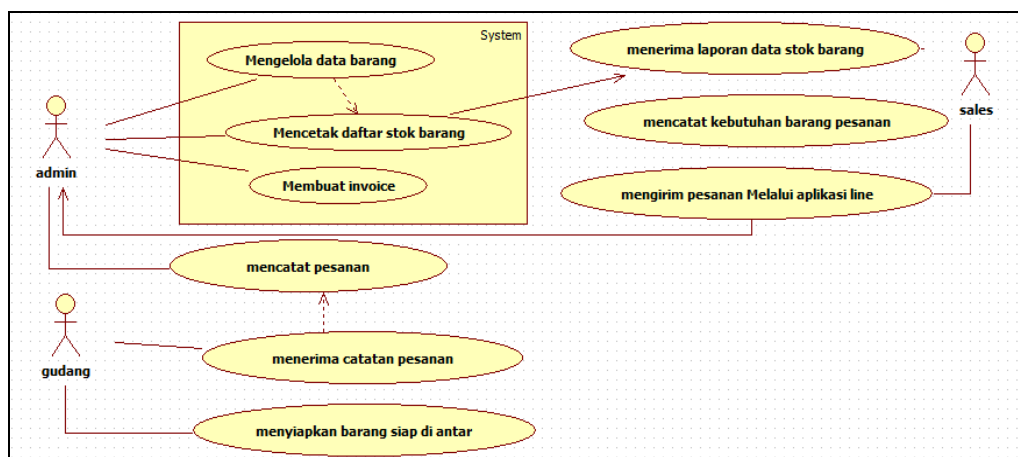 System
Mengelola data barang
menerima laporan data stok barang
sales
Mencetak daftar stok barang
mencatat kebutuhan barang pesanan
admin
Membuat invoice
mengirim pesanan Melalui aplikasi line
mencatat pesanan
gudang
menerima catatan pesanan
menyiapkan barang siap di antar